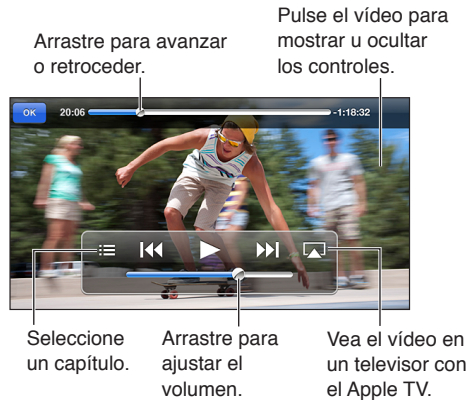 Pulse el vídeo para
mostrar u ocultar
los controles.
Arrastre para avanzar
o retroceder.
OK
20:06
-1:18:32
Seleccione
un capítulo.
Arrastre para
ajustar el
volumen.
Vea el vídeo en
un televisor con
el Apple TV.